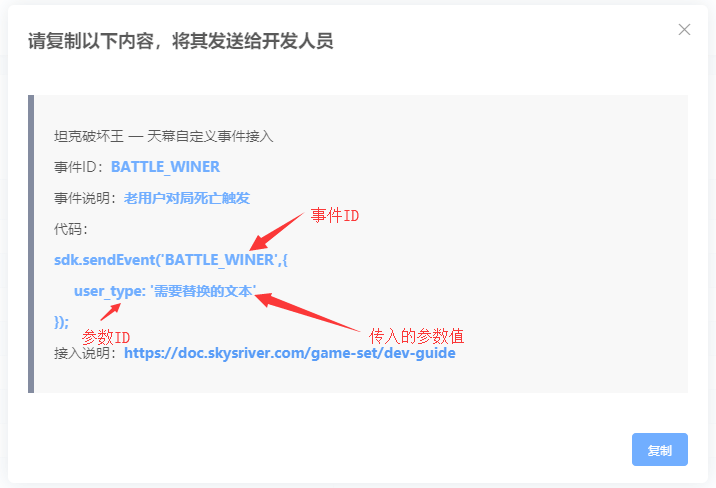 请复制以下内容，将其发送给开发人员
坦克破坏王 — 天幕自定义事件接入
事件ID：BATTLE_WINER
事件说明：老用户对局死亡触发
事件ID
代码：
sdk.sendEvent('BATTLE_WINER',{
user_type: '需要替换的文本'
});
参数ID
传入的参数值
接入说明：https://doc.skysriver.com/game-set/dev-guide
复制